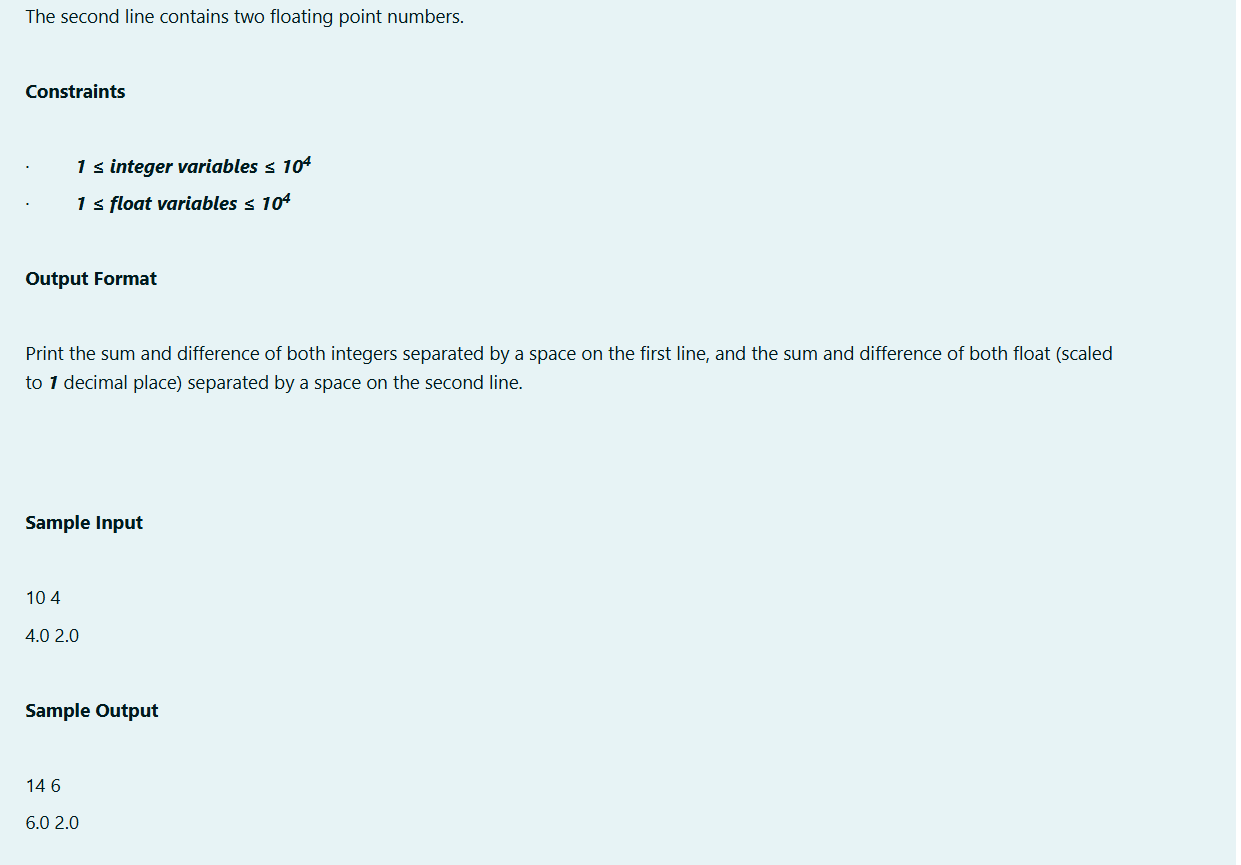 The second line contains two floating point numbers.
Constraints
· 1 ≤ integer variables ≤ 10⁴
· 1 ≤ float variables ≤ 10⁴
Output Format
Print the sum and difference of both integers separated by a space on the first line, and the sum and difference of both float (scaled
to 1 decimal place) separated by a space on the second line.
Sample Input
10 4
4.0 2.0
Sample Output
14 6
6.0 2.0